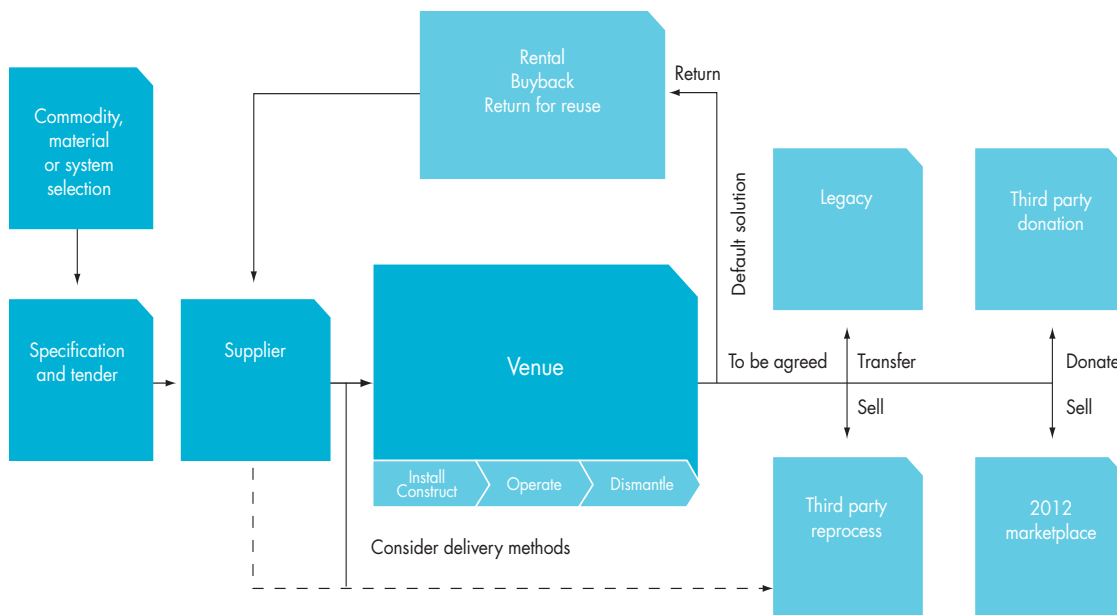 Commodity,
material
or system
selection
Specification
and tender
Supplier
Rental
Buyback
Return for reuse
Return
Default solution
Venue
Install
Construct
Operate
Dismantle
Consider delivery methods
To be agreed
Transfer
Sell
Legacy
Third party
reprocess
Third party
donation
Donate
Sell
2012
marketplace